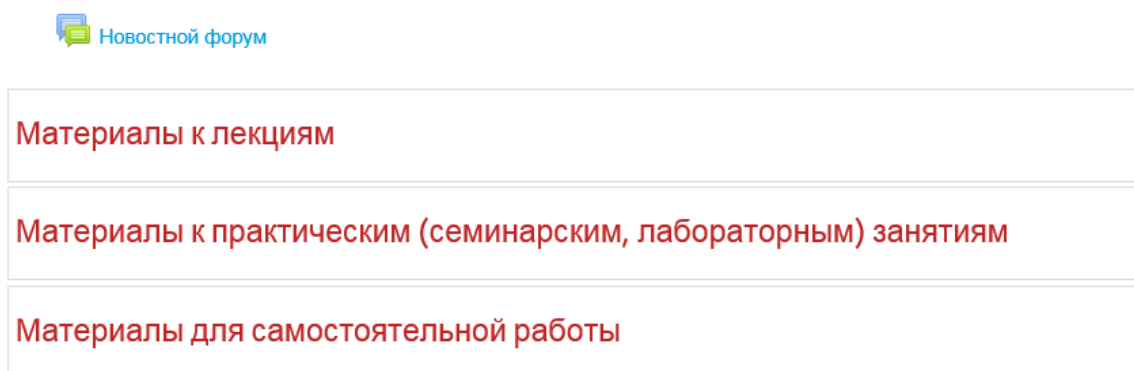 Новостной форум
Материалы к лекциям
Материалы к практическим (семинарским, лабораторным) занятиям
Материалы для самостоятельной работы